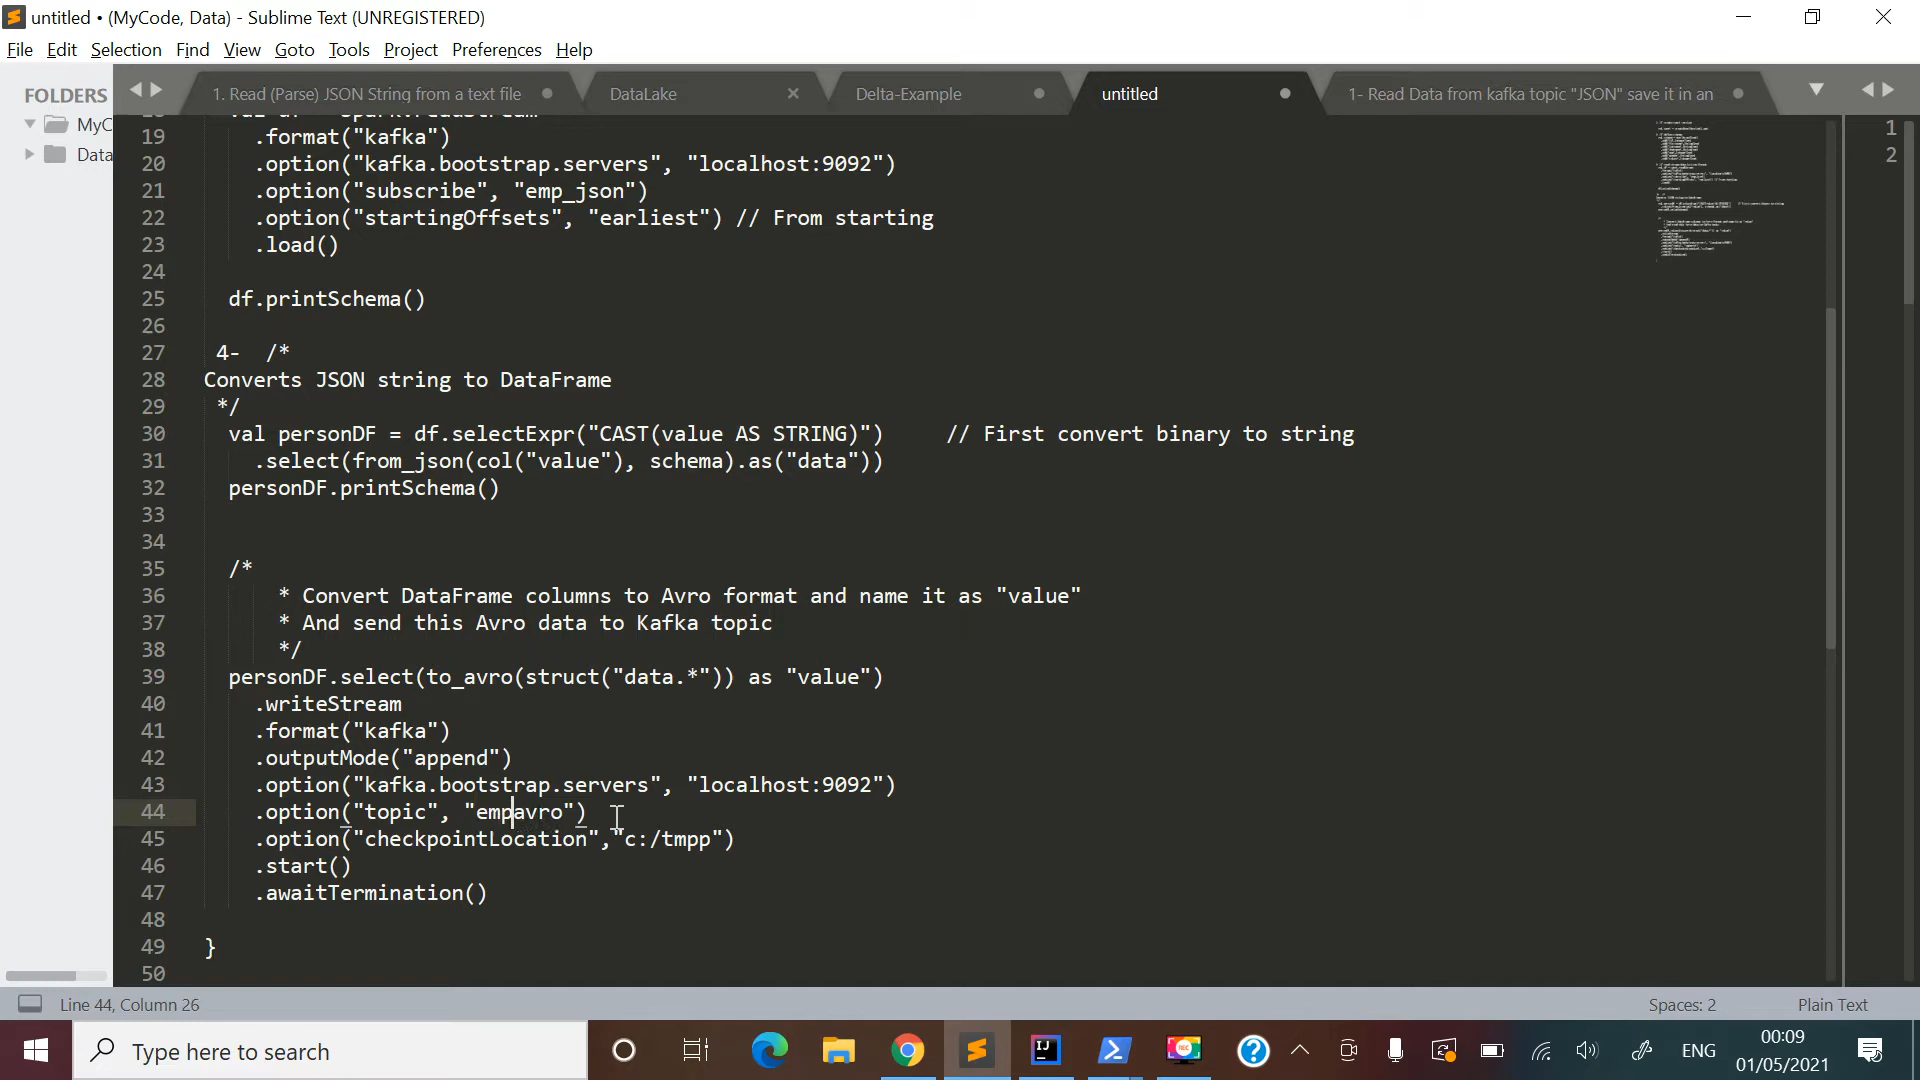 untitled • (MyCode, Data) - Sublime Text (UNREGISTERED)
File Edit Selection Find View Goto Tools Project Preferences Help
FOLDERS
MyC
Data
1. Read (Parse) JSON String from a text file
DataLake
Delta-Example
untitled
1- Read Data from kafka topic "JSON" save it in an
19 .format("kafka")
20 .option("kafka.bootstrap.servers", "localhost:9092")
21 .option("subscribe", "emp_json")
22 .option("startingOffsets", "earliest") // From starting
23 .load()
24
25 df.printSchema()
26
27 4- /*
28 Converts JSON string to DataFrame
29 */
30 val personDF = df.selectExpr("CAST(value AS STRING)") // First convert binary to string
31 .select(from_json(col("value"), schema).as("data"))
32 personDF.printSchema()
33
34
35 /*
36 * Convert DataFrame columns to Avro format and name it as "value"
37 * And send this Avro data to Kafka topic
38 */
39 personDF.select(to_avro(struct("data.*")) as "value")
40 .writeStream
41 .format("kafka")
42 .outputMode("append")
43 .option("kafka.bootstrap.servers", "localhost:9092")
44 .option("topic", "empavro")
45 .option("checkpointLocation","c:/tmpp")
46 .start()
47 .awaitTermination()
48
49 }
50
1
2
Line 44, Column 26
Spaces: 2
Plain Text
Type here to search
ENG
00:09
01/05/2021